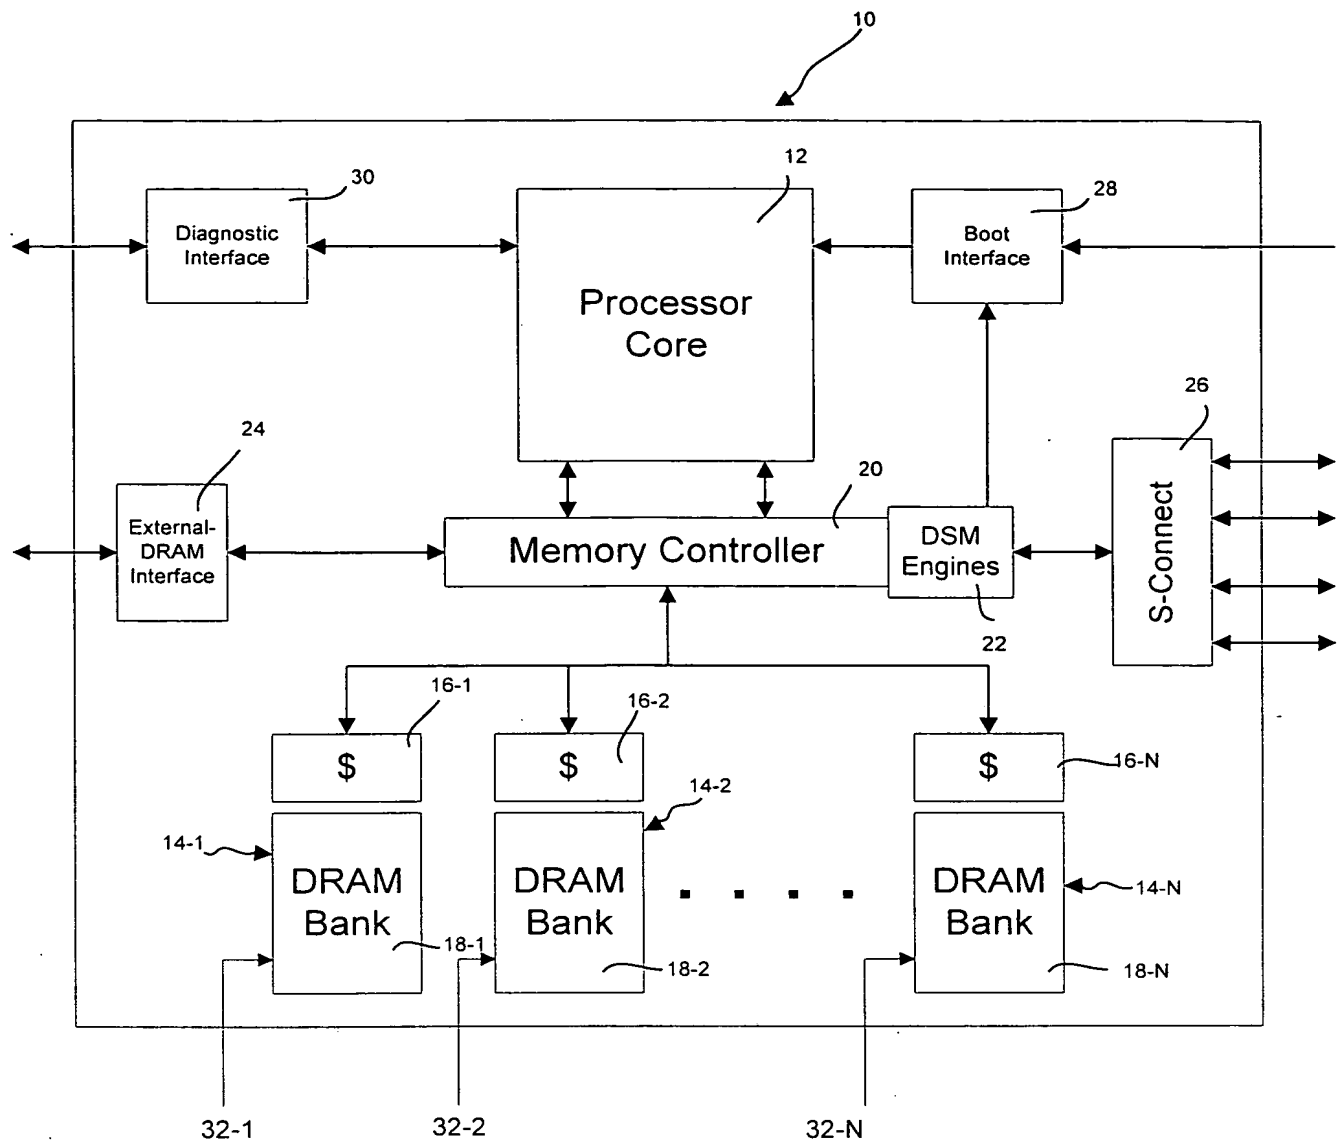 10
30
12
28
Diagnostic
Interface
Boot
Interface
Processor
Core
26
24
20
External-
DRAM
Interface
Memory Controller
DSM
Engines
S-Connect
22
16-1
16-2
$
$
$
16-N
14-2
14-1
DRAM
Bank
DRAM
Bank
DRAM
Bank
14-N
18-1
18-2
18-N
32-1
32-2
32-N